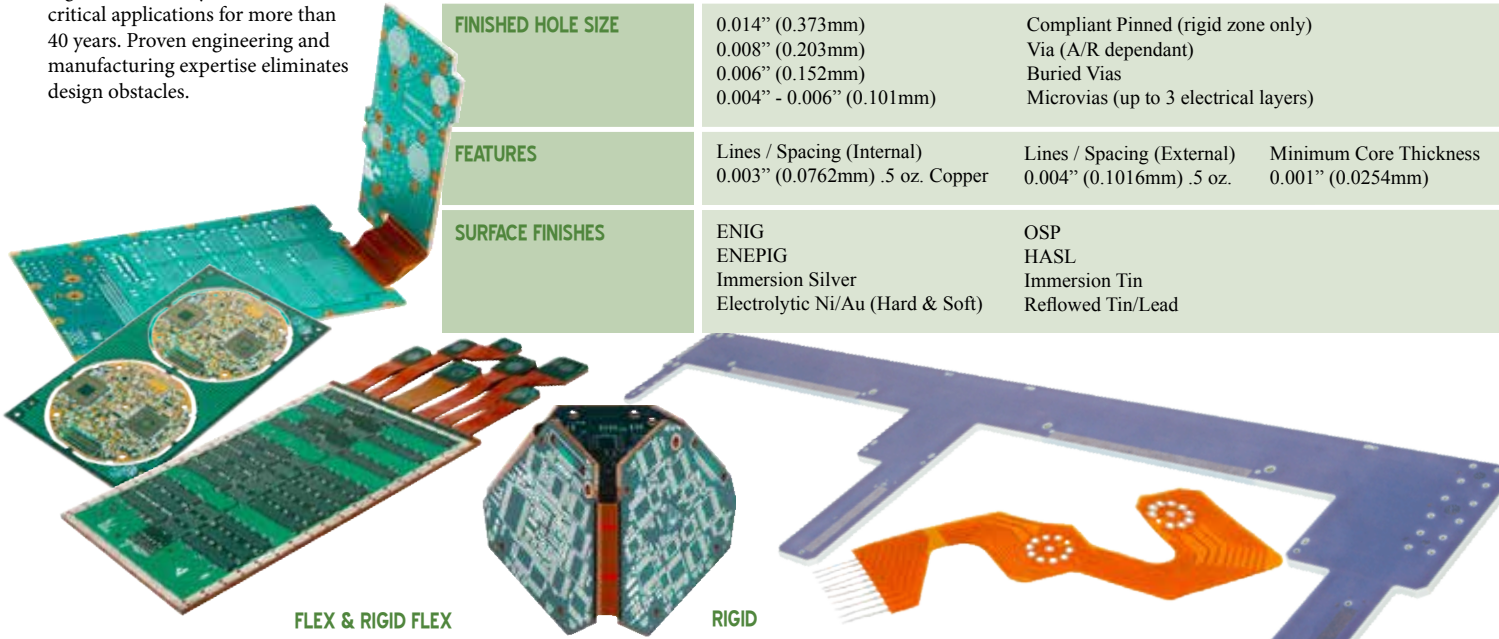 critical applications for more than
40 years. Proven engineering and
manufacturing expertise eliminates
design obstacles.
FINISHED HOLE SIZE
0.014” (0.373mm) Compliant Pinned (rigid zone only)
0.008” (0.203mm) Via (A/R dependant)
0.006” (0.152mm) Buried Vias
0.004” - 0.006” (0.101mm) Microvias (up to 3 electrical layers)
FEATURES
Lines / Spacing (Internal) Lines / Spacing (External) Minimum Core Thickness
0.003” (0.0762mm) .5 oz. Copper 0.004” (0.1016mm) .5 oz. 0.001” (0.0254mm)
SURFACE FINISHES
ENIG OSP
ENEPIG HASL
Immersion Silver Immersion Tin
Electrolytic Ni/Au (Hard & Soft) Reflowed Tin/Lead
FLEX & RIGID FLEX
RIGID